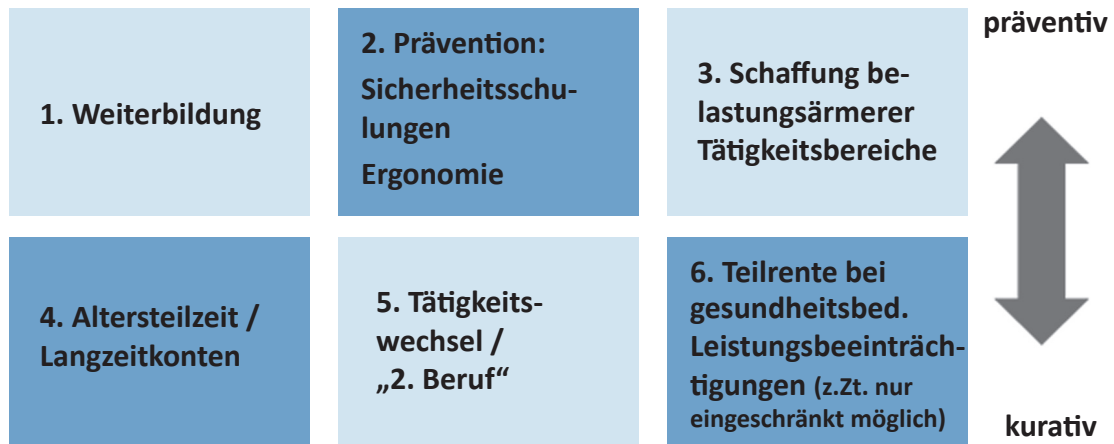 1. Weiterbildung
2. Prävention:
Sicherheitsschu-
lungen
Ergonomie
3. Schaffung be-
lastungsärmerer
Tätigkeitsbereiche
präventiv
4. Altersteilzeit /
Langzeitkonten
5. Tätigkeits-
wechsel /
„2. Beruf“
6. Teilrente bei
gesundheitsbed.
Leistungsbeeinträch-
tigungen (z.Zt. nur
eingeschränkt möglich)
kurativ